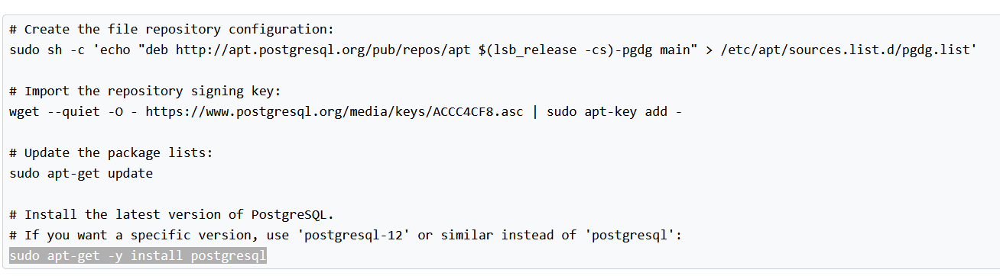 # Create the file repository configuration:
sudo sh -c 'echo "deb http://apt.postgresql.org/pub/repos/apt $(lsb_release -cs)-pgdg main" > /etc/apt/sources.list.d/pgdg.list'
# Import the repository signing key:
wget --quiet -O - https://www.postgresql.org/media/keys/ACCC4CF8.asc | sudo apt-key add -
# Update the package lists:
sudo apt-get update
# Install the latest version of PostgreSQL.
# If you want a specific version, use 'postgresql-12' or similar instead of 'postgresql':
sudo apt-get -y install postgresql